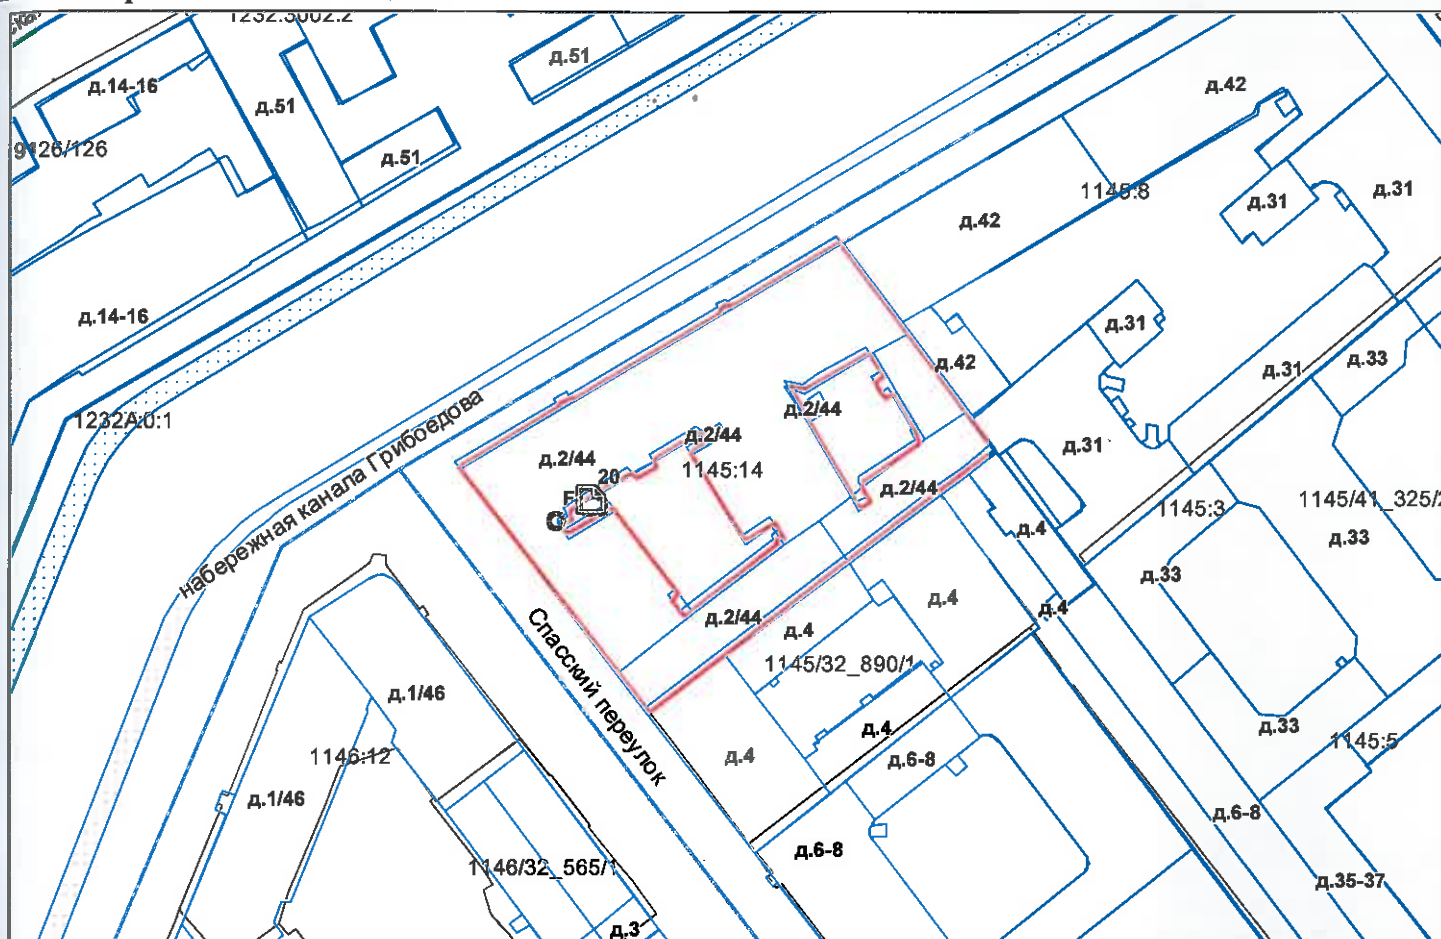 1232:3002:2
д.14-16
д.51
д.51
д.51
9126/126
д.42
1145:8
д.31
д.31
д.42
д.14-16
д.31
д.42
д.31
д.33
1232А:0:1
набережная канала Грибоедова
д.2/44
д.2/44
д.2/44
1145:14
20
д.2/44
д.31
1145:3
1145/41_325/2
д.4
д.33
д.33
д.4
д.4
д.2/44
д.4
1145/32_890/1
Спасский переулок
д.1/46
д.4
д.33
1145:5
1146:12
д.4
д.6-8
д.1/46
д.6-8
д.6-8
1146/32_565/1
д.35-37
д.3